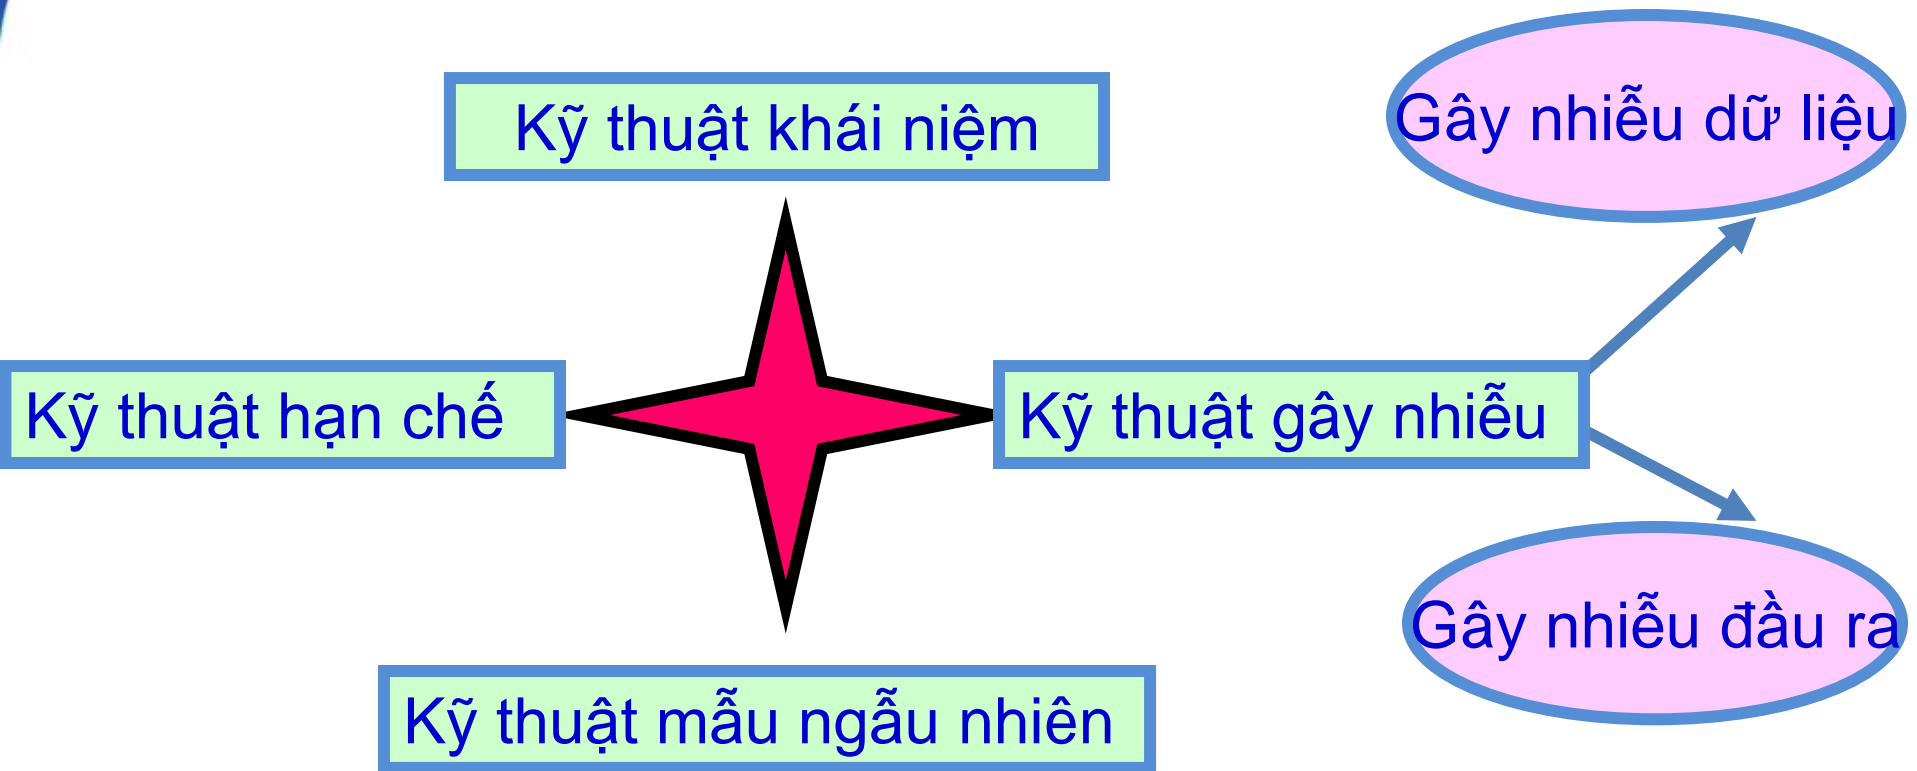 Gây nhiễu dữ liệu
Kỹ thuật khái niệm
Kỹ thuật hạn chế
Kỹ thuật gây nhiễu
Gây nhiễu đầu ra
Kỹ thuật mẫu ngẫu nhiên